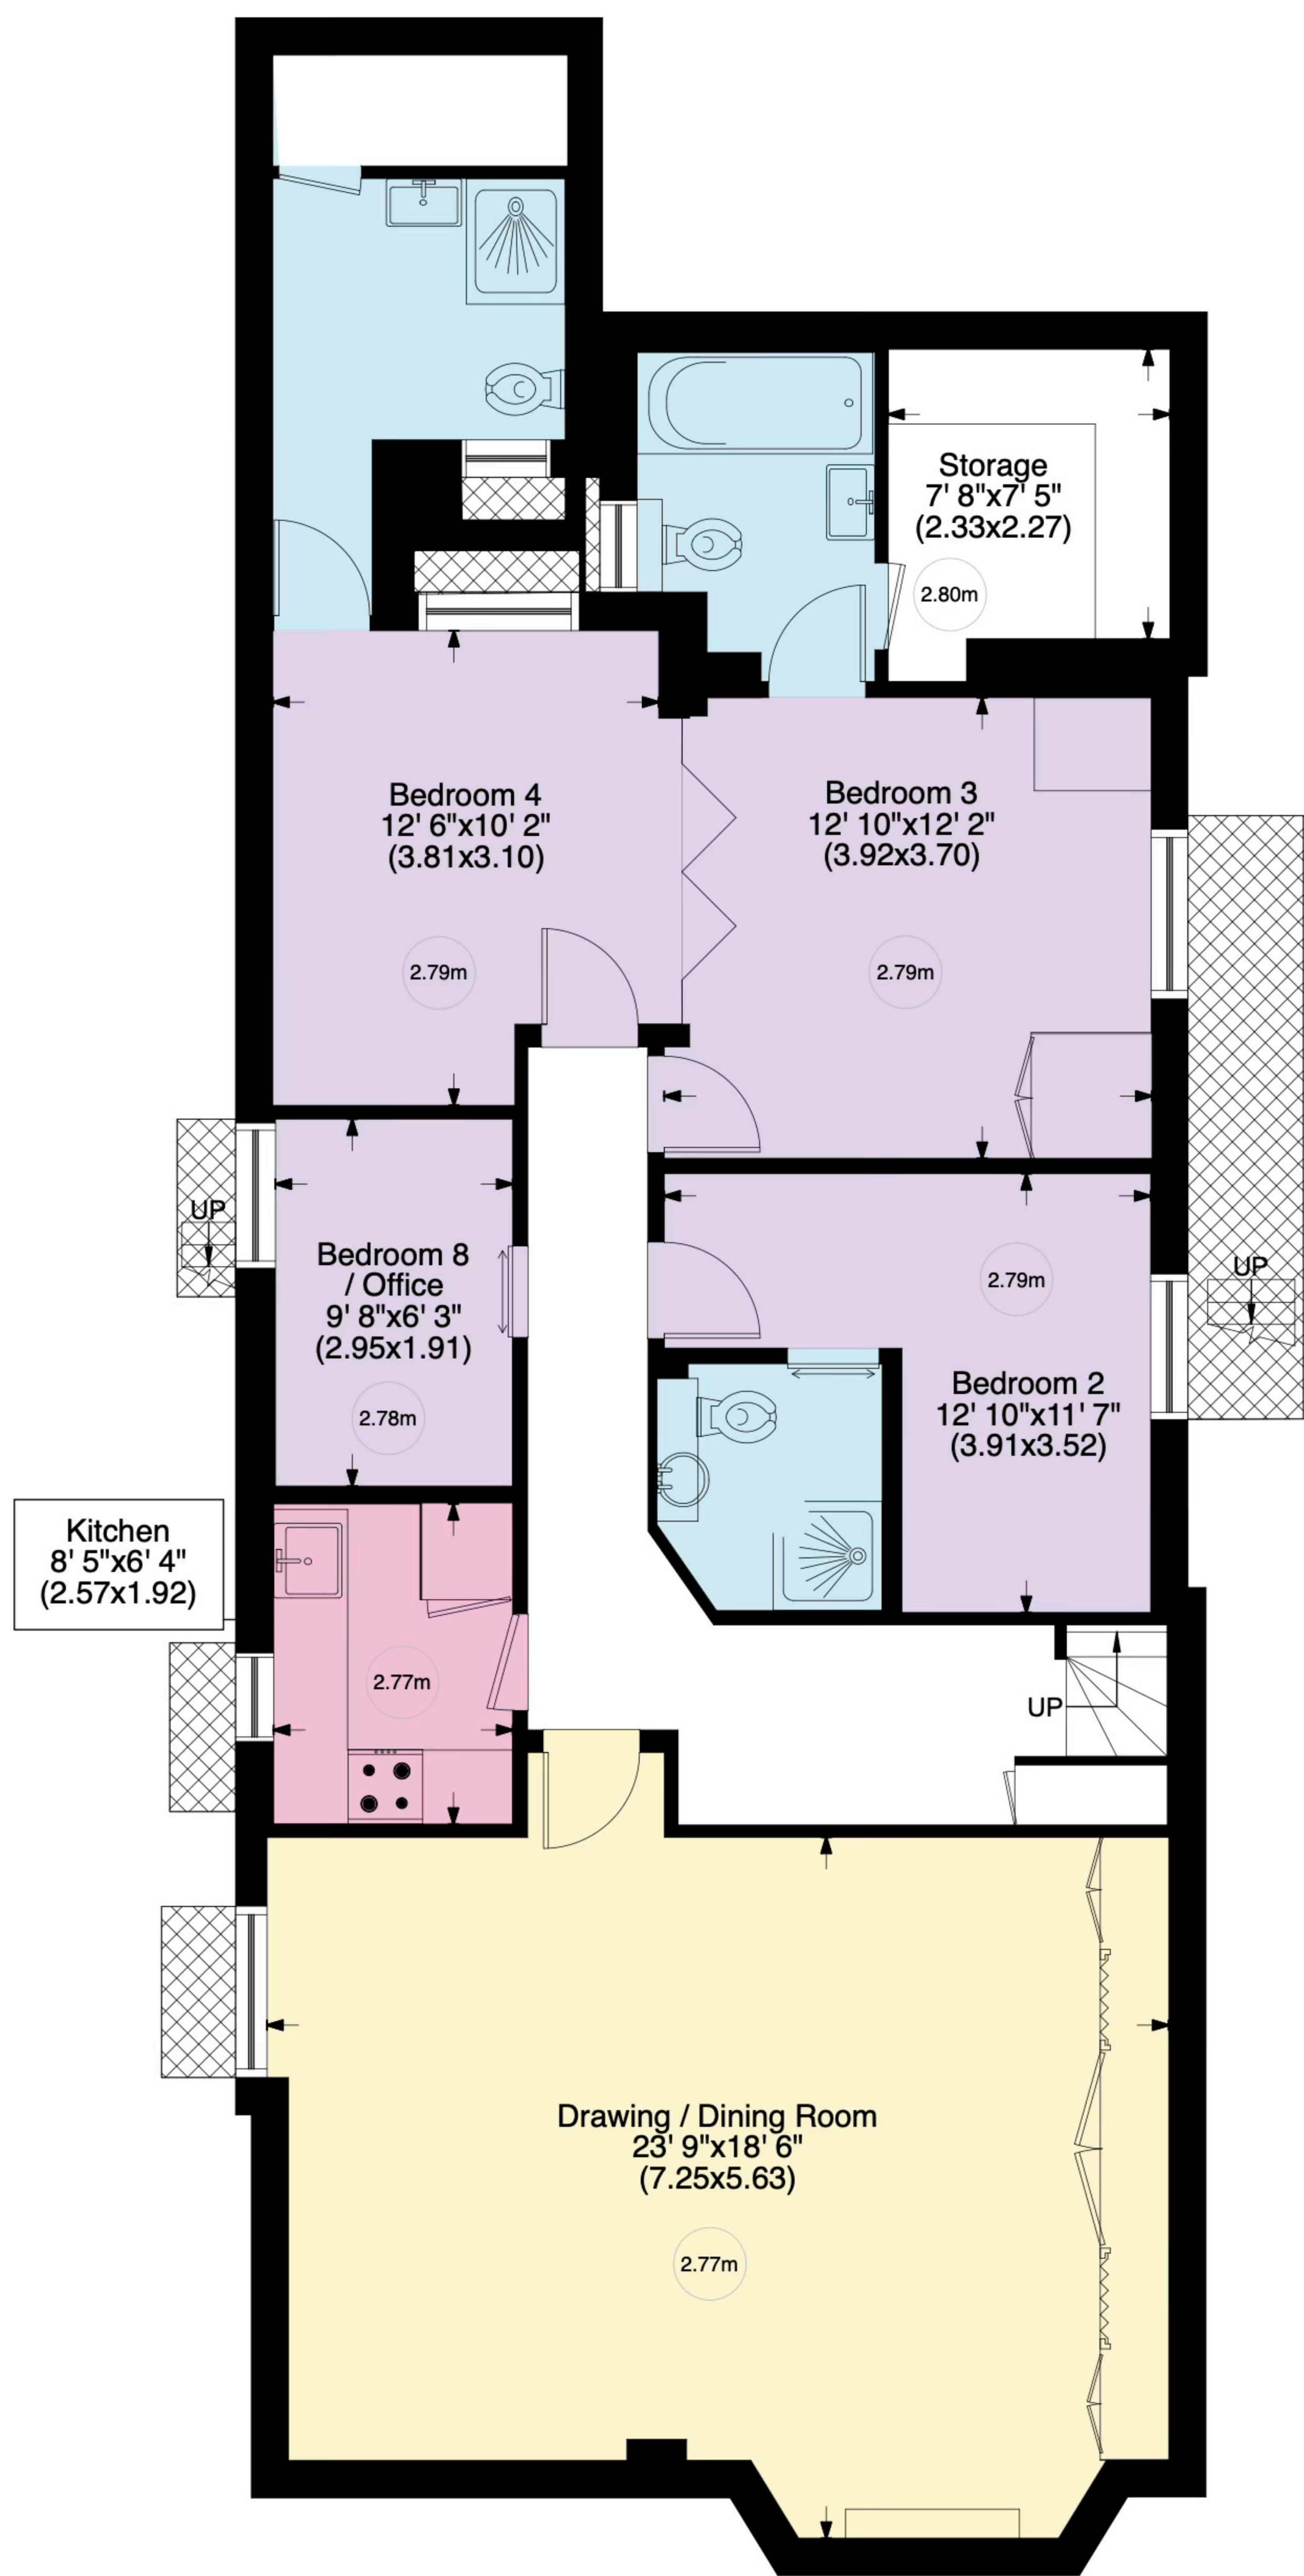 Storage
7' 8"x7' 5"
(2.33x2.27)
2.80m
Bedroom 4
12' 6"x10' 2"
(3.81x3.10)
2.79m
Bedroom 3
12' 10"x12' 2"
(3.92x3.70)
2.79m
UP
Bedroom 8
/ Office
9' 8"x6' 3"
(2.95x1.91)
2.78m
2.79m
Bedroom 2
12' 10"x11' 7"
(3.91x3.52)
UP
Kitchen
8' 5"x6' 4"
(2.57x1.92)
2.77m
UP
Drawing / Dining Room
23' 9"x18' 6"
(7.25x5.63)
2.77m